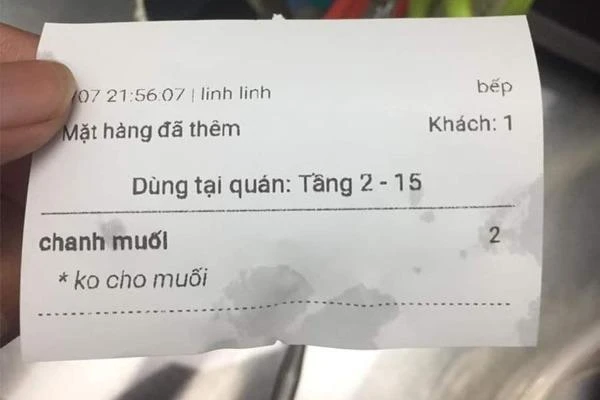 /07 21:56:07 | linh linh
bếp
Mặt hàng đã thêm
Khách: 1
Dùng tại quán: Tầng 2 - 15
chanh muối 2
* ko cho muối